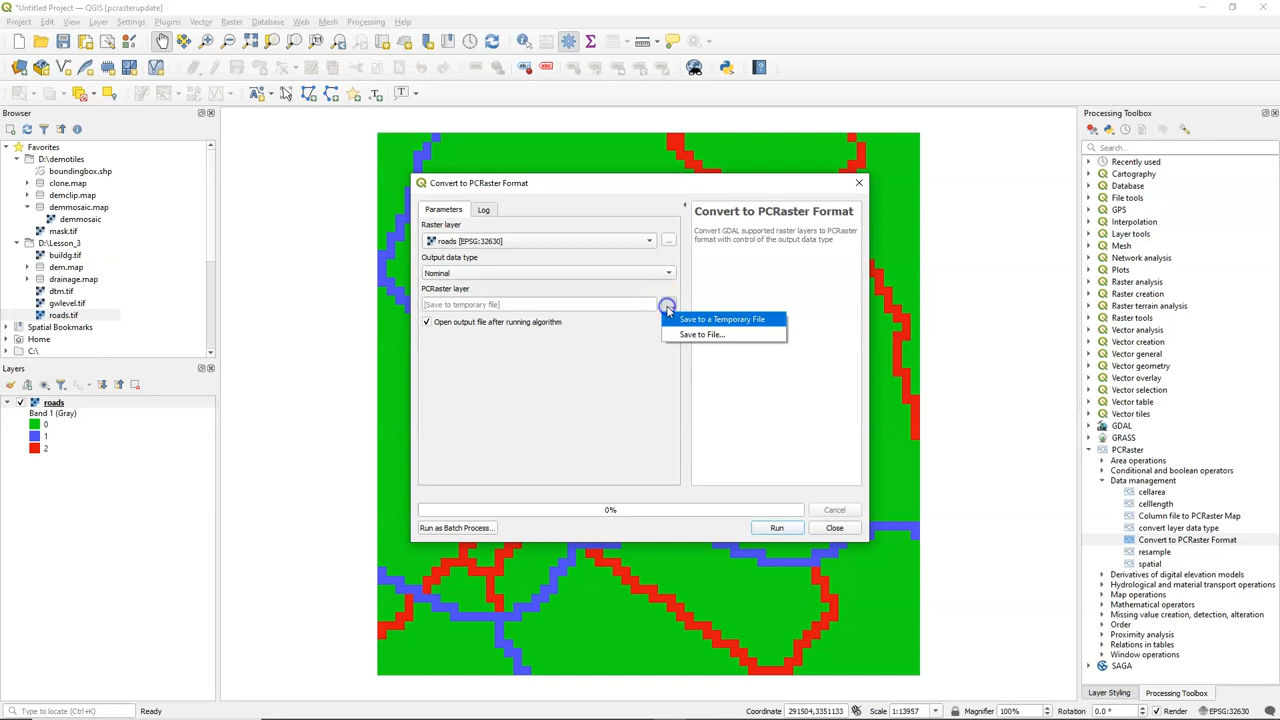 *Untitled Project — QGIS [pcrasterupdate]
Project Edit View Layer Settings Plugins Vector Raster Database Web Mesh Processing Help
Browser
Favorites
D:\demotiles
boundingbox.shp
clone.map
demclip.map
demmosaic.map
demmosaic
mask.tif
D:\Lesson_3
buildg.tif
dem.map
drainage.map
dtm.tif
gwlevel.tif
roads.tif
Spatial Bookmarks
Home
C:\
Layers
roads
Band 1 (Gray)
0
1
2
Convert to PCRaster Format
Parameters Log
Raster layer
roads [EPSG:32630]
...
Output data type
Nominal
PCRaster layer
[Save to temporary file]
Save to a Temporary File
Save to File...
Open output file after running algorithm
Convert to PCRaster Format
Convert GDAL supported raster layers to PCRaster
format with control of the output data type
0%
Cancel
Run as Batch Process...
Run
Close
Processing Toolbox
Search...
Recently used
Cartography
Database
File tools
GPS
Interpolation
Layer tools
Mesh
Network analysis
Plots
Raster analysis
Raster creation
Raster terrain analysis
Raster tools
Vector analysis
Vector creation
Vector general
Vector geometry
Vector overlay
Vector selection
Vector table
Vector tiles
GDAL
GRASS
PCRaster
Area operations
Conditional and boolean operators
Data management
cellarea
celllength
Column file to PCRaster Map
convert layer data type
Convert to PCRaster Format
resample
spatial
Derivatives of digital elevation models
Hydrological and material transport operations
Map operations
Mathematical operators
Missing value creation, detection, alteration
Order
Proximity analysis
Relations in tables
Window operations
SAGA
Layer Styling Processing Toolbox
Type to locate (Ctrl+K) Ready Coordinate 291504,3351133 Scale 1:13957 Magnifier 100% Rotation 0.0 ° Render EPSG:32630